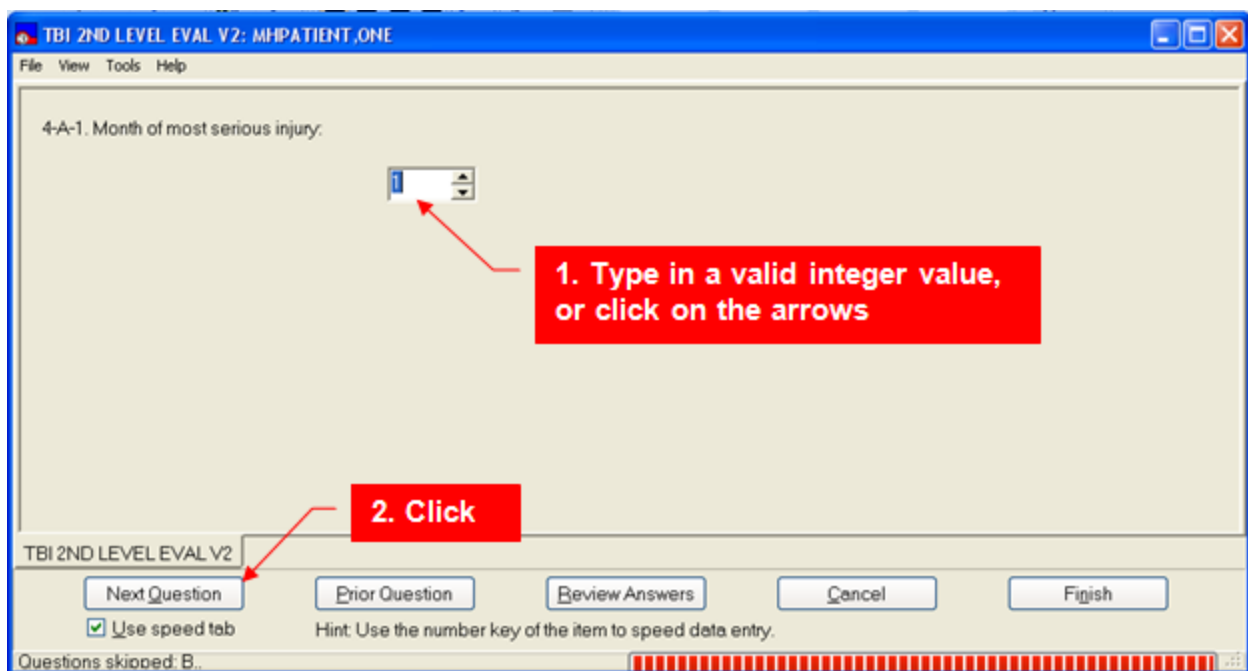 TBI 2ND LEVEL EVAL V2: MHPATIENT,ONE
File View Tools Help
4-A-1. Month of most serious injury:
1
1. Type in a valid integer value,
or click on the arrows
2. Click
TBI 2ND LEVEL EVAL V2
Next Question Prior Question Review Answers Cancel Finish
Use speed tab Hint: Use the number key of the item to speed data entry.
Questions skipped: B..